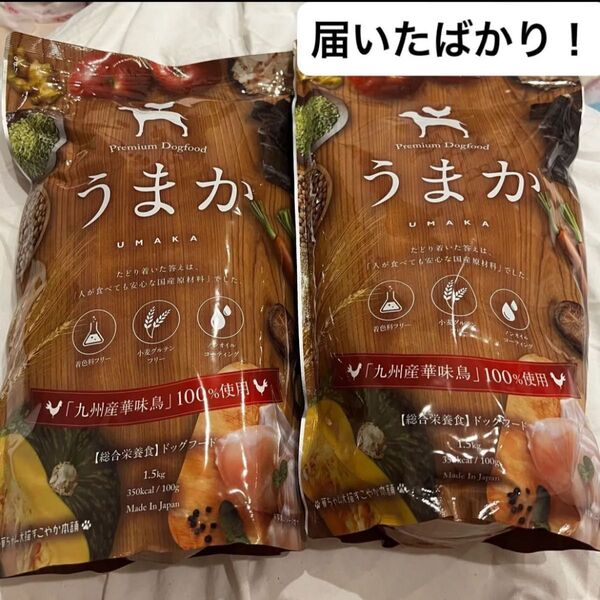 届いたばかり！
Premium Dogfood
うまか
UMAKA
たどり着いた答えは、
「人が食べても安心な国産原材料」でした。
着色料フリー
小麦グルテン
フリー
ノンオイル
コーティング
「九州産華味鳥」100%使用
【総合栄養食】ドッグフード
1.5kg
350kcal / 100g
Made In Japan
Premium Dogfood
うまか
UMAKA
たどり着いた答えは、
「人が食べても安心な国産原材料」でした。
着色料フリー
小麦グルテン
フリー
ノンオイル
コーティング
「九州産華味鳥」100%使用
【総合栄養食】ドッグフード
1.5kg
350kcal / 100g
Made In Japan